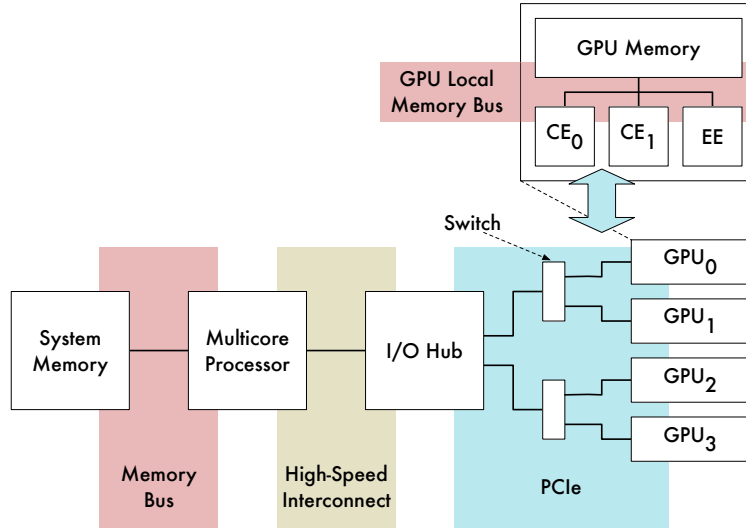 GPU Memory
GPU Local
Memory Bus
CE0
CE1
EE
Switch
GPU0
GPU1
GPU2
GPU3
System
Memory
Multicore
Processor
I/O Hub
Memory
Bus
High-Speed
Interconnect
PCIe